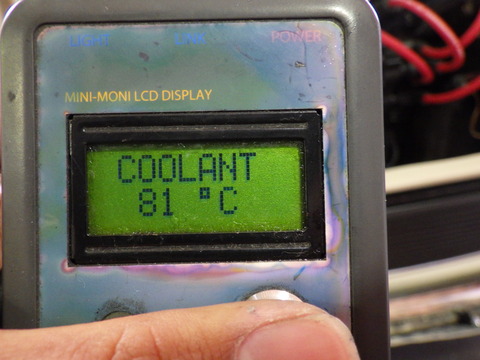 LIGHT LINK POWER
MINI-MONI LCD DISPLAY
COOLANT
81 °C